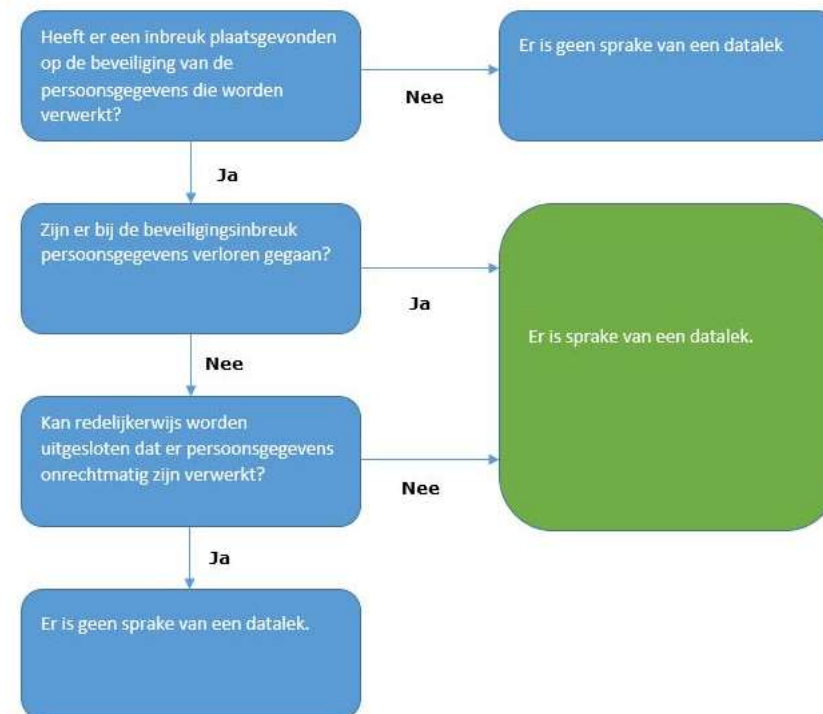 Heeft er een inbreuk plaatsgevonden
op de beveiliging van de
persoonsgegevens die worden
verwerkt?
Nee
Er is geen sprake van een datalek
Ja
Zijn er bij de beveiligingsinbreuk
persoonsgegevens verloren gegaan?
Ja
Er is sprake van een datalek.
Nee
Kan redelijkerwijs worden
uitgesloten dat er persoonsgegevens
onrechtmatig zijn verwerkt?
Nee
Ja
Er is geen sprake van een datalek.